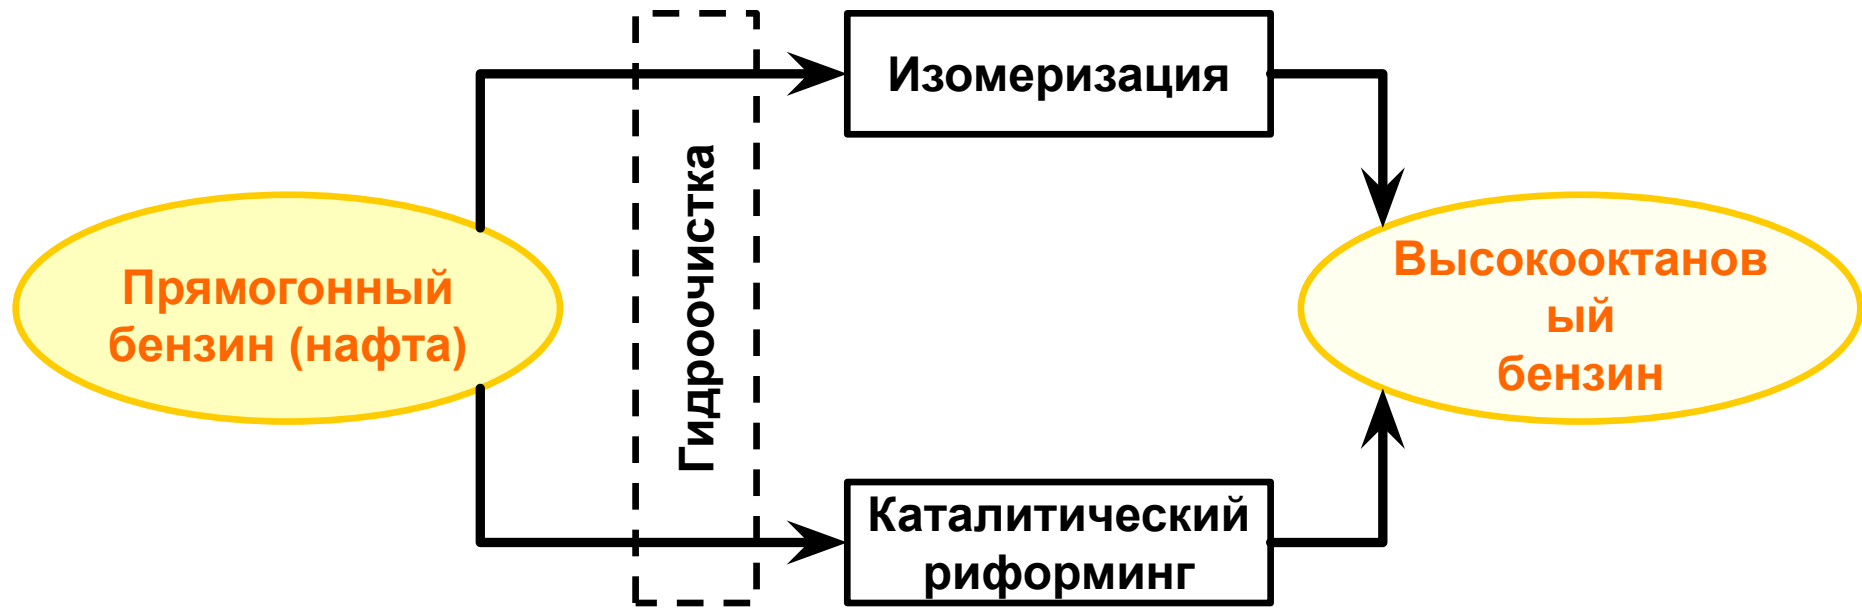 Прямогонный
бензин (нафта)
Гидроочистка
Изомеризация
Каталитический
риформинг
Высокооктанов
ый
бензин